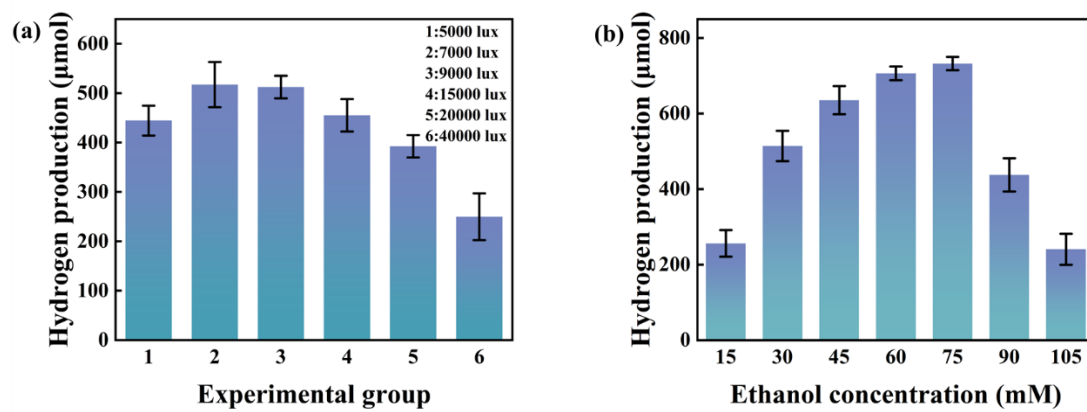 (a)
Hydrogen production (μmol)
600
500
400
300
200
100
0
1:5000 lux
2:7000 lux
3:9000 lux
4:15000 lux
5:20000 lux
6:40000 lux
1 2 3 4 5 6
Experimental group
(b)
Hydrogen production (μmol)
800
600
400
200
0
15 30 45 60 75 90 105
Ethanol concentration (mM)